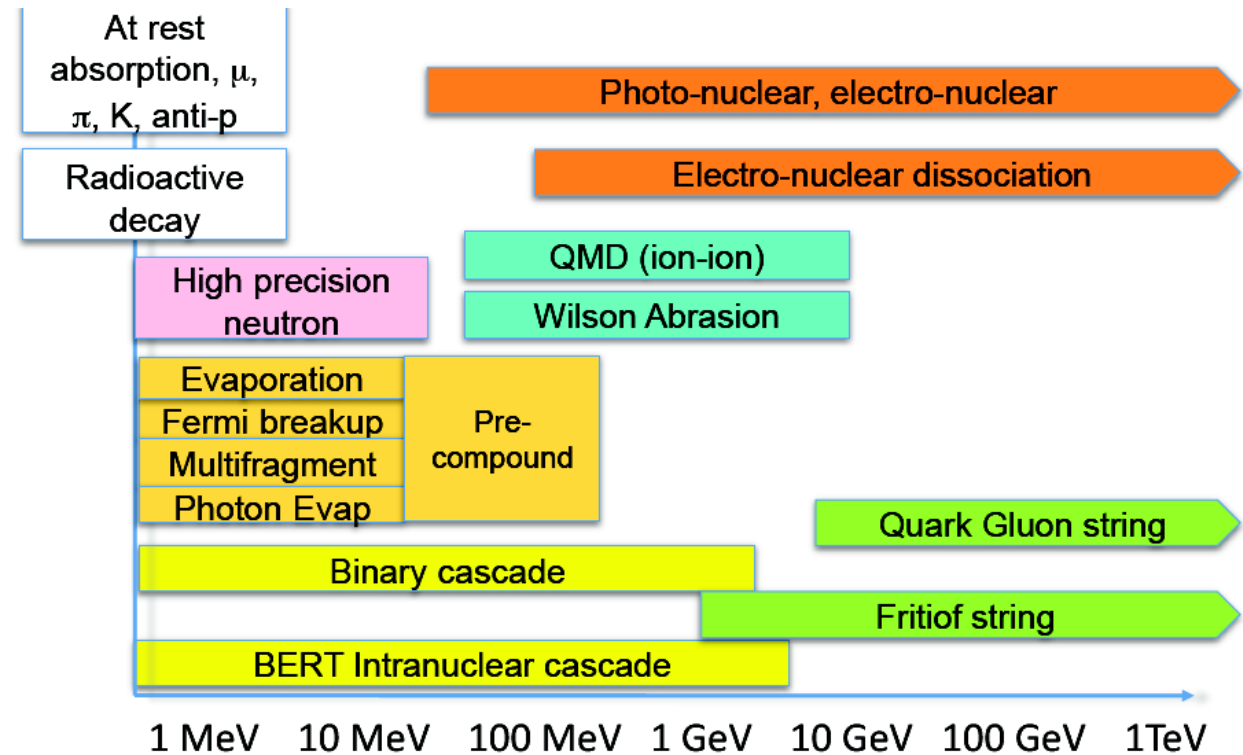 At rest
absorption, μ,
π, K, anti-p
Photo-nuclear, electro-nuclear
Radioactive
decay
Electro-nuclear dissociation
QMD (ion-ion)
High precision
neutron
Wilson Abrasion
Evaporation
Fermi breakup
Multifragment
Photon Evap
Pre-
compound
Quark Gluon string
Binary cascade
Fritiof string
BERT Intranuclear cascade
1 MeV 10 MeV 100 MeV 1 GeV 10 GeV 100 GeV 1TeV